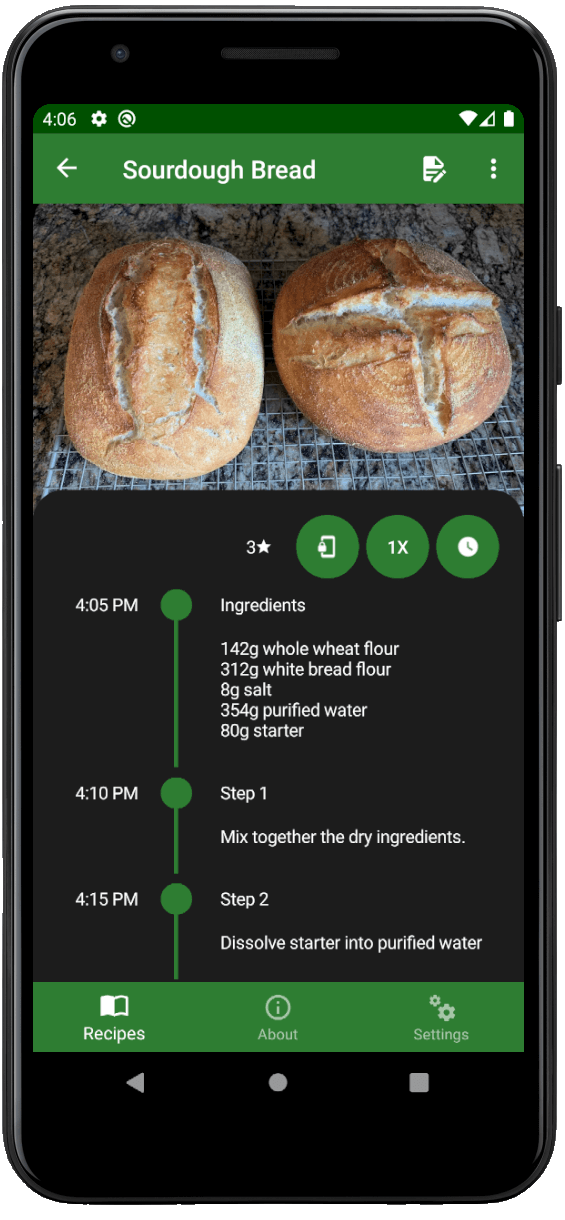 4:06
Sourdough Bread
3★
1X
4:05 PM
Ingredients
142g whole wheat flour
312g white bread flour
8g salt
354g purified water
80g starter
4:10 PM
Step 1
Mix together the dry ingredients.
4:15 PM
Step 2
Dissolve starter into purified water
Recipes
About
Settings